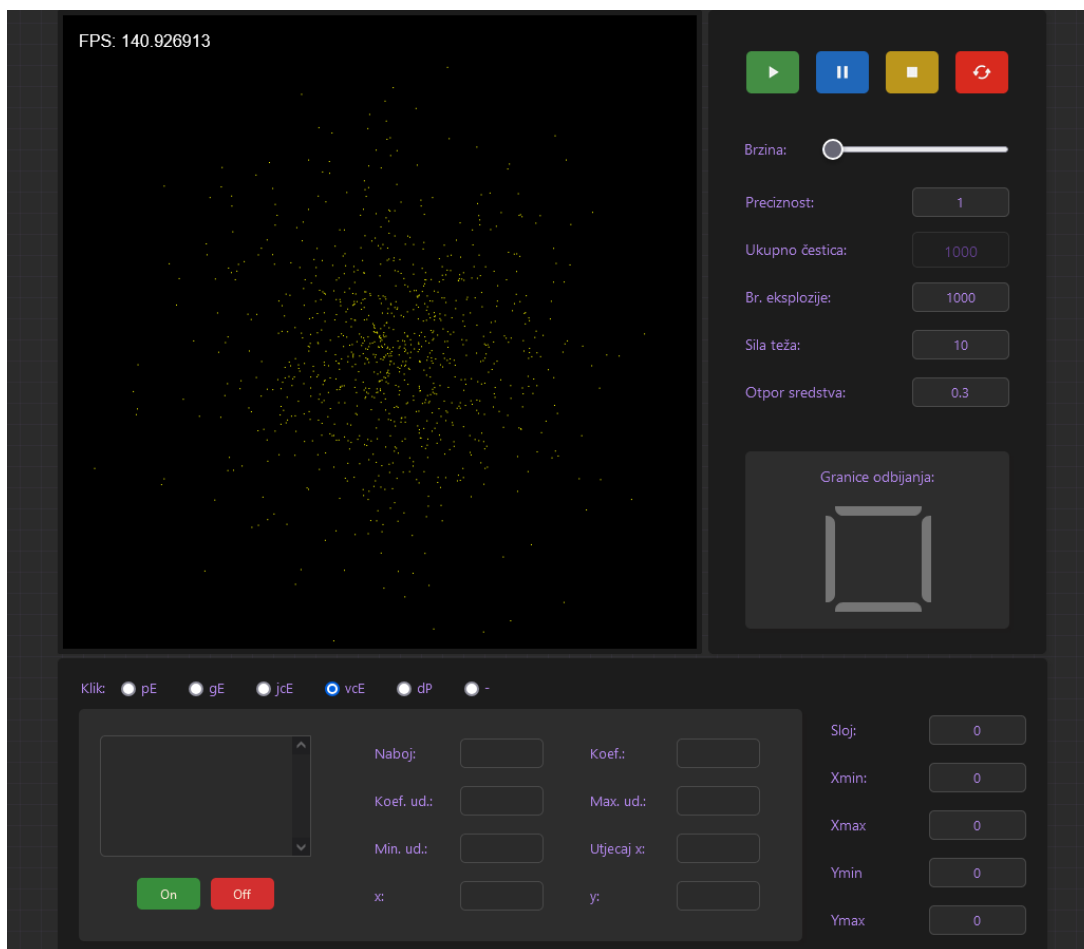 FPS: 140.926913
Brzina:
Preciznost: 1
Ukupno čestica: 1000
Br. eksplozije: 1000
Sila teža: 10
Otpor sredstva: 0.3
Granice odbijanja:
Klik: pE gE jcE vcE dP -
Naboj: Koef.:
Koef. ud.: Max. ud.:
Min. ud.: Utjecaj x:
x: y:
On Off
Sloj: 0
Xmin: 0
Xmax 0
Ymin 0
Ymax 0